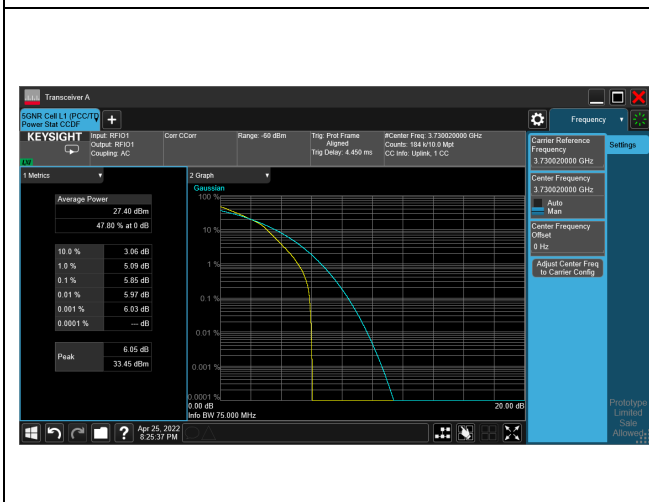 Transceiver A
5GNR Cell L1 (PCC/TD
Power Stat CCDF
Frequency
KEYSIGHT
LNI
Input: RFIO1
Output: RFIO1
Coupling: AC
Corr CCorr
Range: -60 dBm
Trig: Prot Frame
Aligned
Trig Delay: 4.450 ms
#Center Freq: 3.730020000 GHz
Counts: 184 k/10.0 Mpt
CC Info: Uplink, 1 CC
Settings
Carrier Reference
Frequency
3.730020000 GHz
Center Frequency
3.730020000 GHz
Auto
Man
Center Frequency
Offset
0 Hz
Adjust Center Freq
to Carrier Config
1 Metrics
Average Power
27.40 dBm
47.80 % at 0 dB
10.0 % 3.06 dB
1.0 % 5.09 dB
0.1 % 5.85 dB
0.01 % 5.97 dB
0.001 % 6.03 dB
0.0001 % --- dB
Peak
6.05 dB
33.45 dBm
2 Graph
Gaussian
100 %
10 %
1 %
0.1 %
0.01 %
0.001 %
0.0001 %
0.00 dB
20.00 dB
Info BW 75.000 MHz
Prototype
Limited
Sale
Allowed
Apr 25, 2022
8:25:37 PM